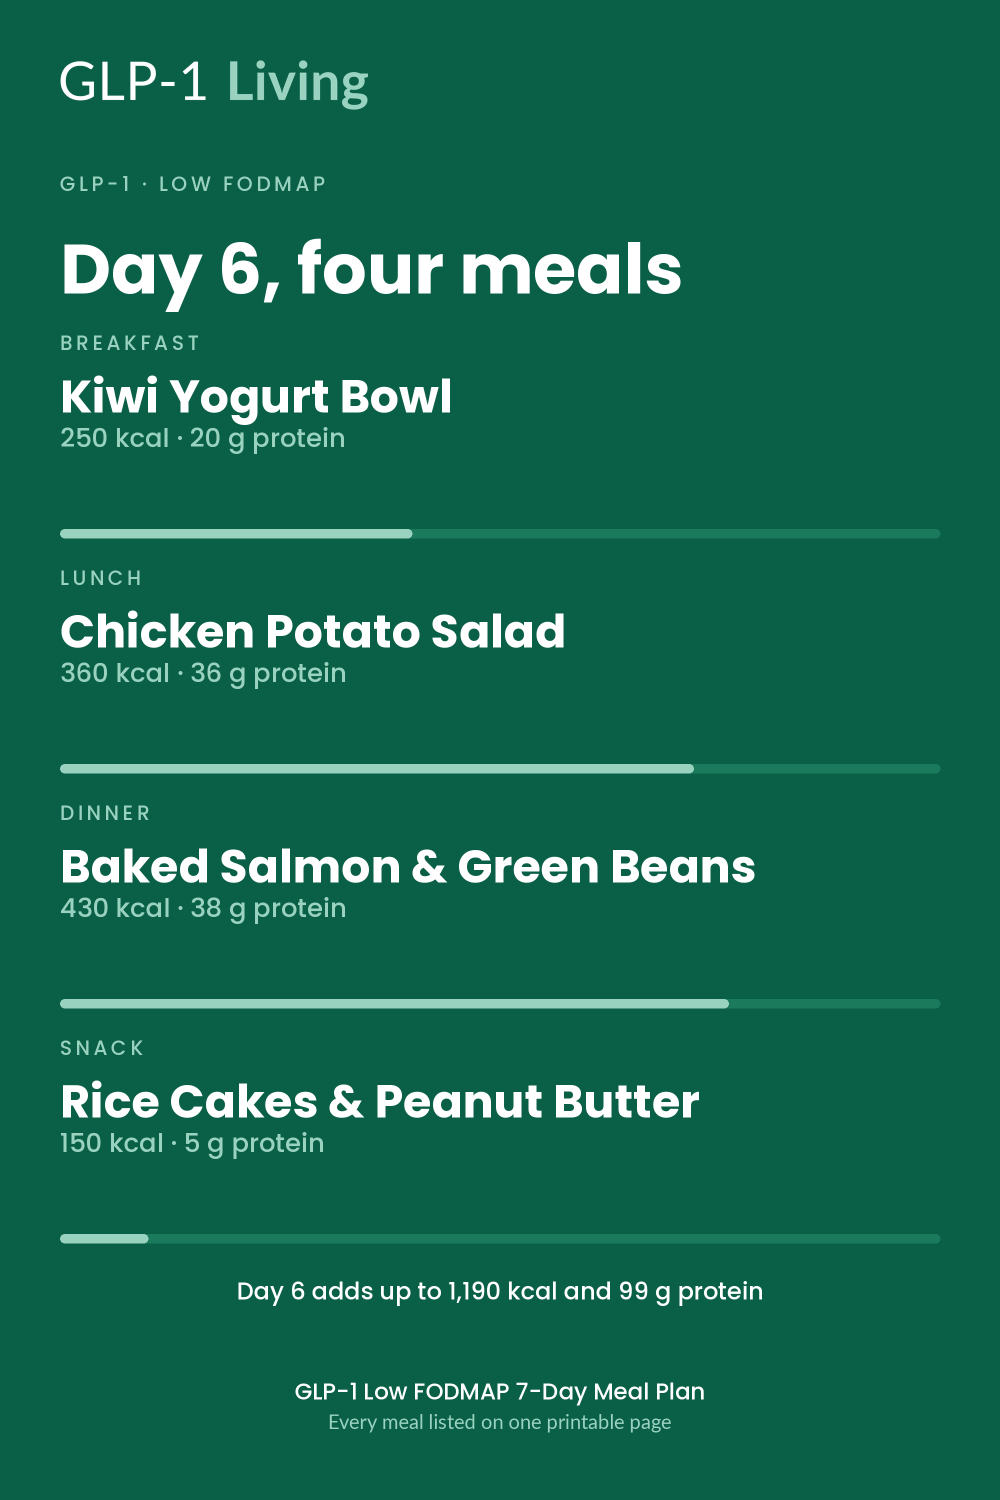 GLP-1 Living
GLP-1 · LOW FODMAP
Day 6, four meals
BREAKFAST
Kiwi Yogurt Bowl
250 kcal · 20 g protein
LUNCH
Chicken Potato Salad
360 kcal · 36 g protein
DINNER
Baked Salmon & Green Beans
430 kcal · 38 g protein
SNACK
Rice Cakes & Peanut Butter
150 kcal · 5 g protein
Day 6 adds up to 1,190 kcal and 99 g protein
GLP-1 Low FODMAP 7-Day Meal Plan
Every meal listed on one printable page